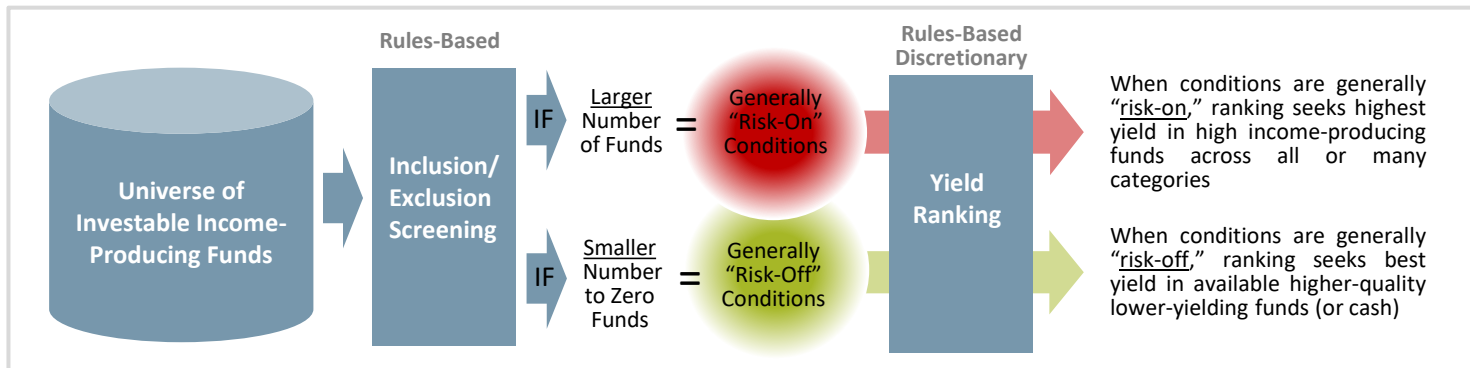 Rules-Based
Universe of
Investable Income-
Producing Funds
Inclusion/
Exclusion
Screening
IF
Larger
Number
of Funds
=
Generally
“Risk-On”
Conditions
IF
Smaller
Number
to Zero
Funds
=
Generally
“Risk-Off”
Conditions
Rules-Based
Discretionary
Yield
Ranking
When conditions are generally
“risk-on,” ranking seeks highest
yield in high income-producing
funds across all or many
categories
When conditions are generally
“risk-off,” ranking seeks best
yield in available higher-quality
lower-yielding funds (or cash)